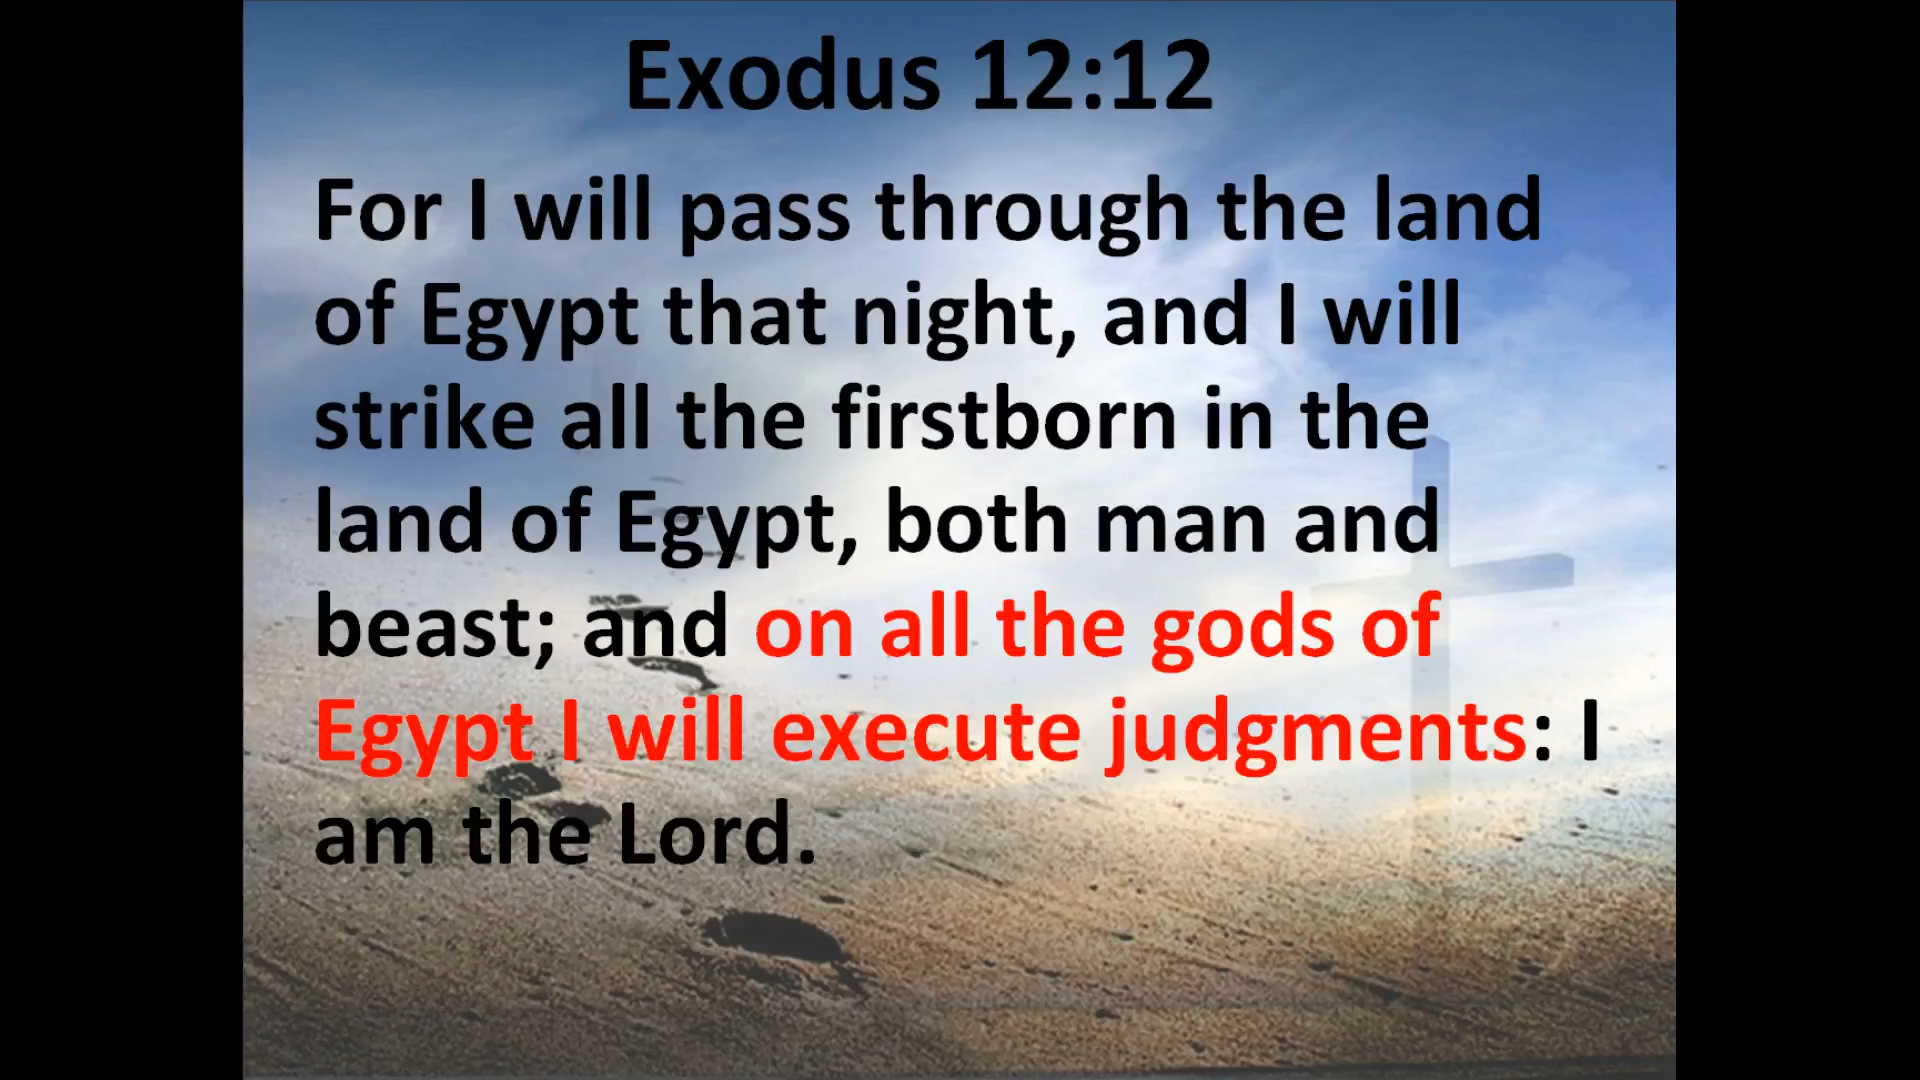 Exodus 12:12
For I will pass through the land
of Egypt that night, and I will
strike all the firstborn in the
land of Egypt, both man and
beast; and on all the gods of
Egypt I will execute judgments: I
am the Lord.